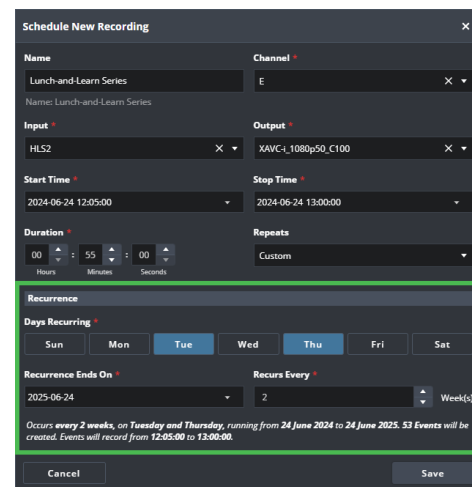 Schedule New Recording ×
Name Channel *
Lunch-and-Learn Series E
Name: Lunch-and-Learn Series
Input * Output *
HLS2 XAVC-i_1080p50_C100
Start Time * Stop Time *
2024-06-24 12:05:00 2024-06-24 13:00:00
Duration * Repeats
00 : 55 : 00 Custom
Hours Minutes Seconds
Recurrence
Days Recurring *
Sun Mon Tue Wed Thu Fri Sat
Recurrence Ends On * Recurs Every *
2025-06-24 2 Week(s)
Occurs every 2 weeks, on Tuesday and Thursday, running from 24 June 2024 to 24 June 2025. 53 Events will be
created. Events will record from 12:05:00 to 13:00:00.
Cancel Save